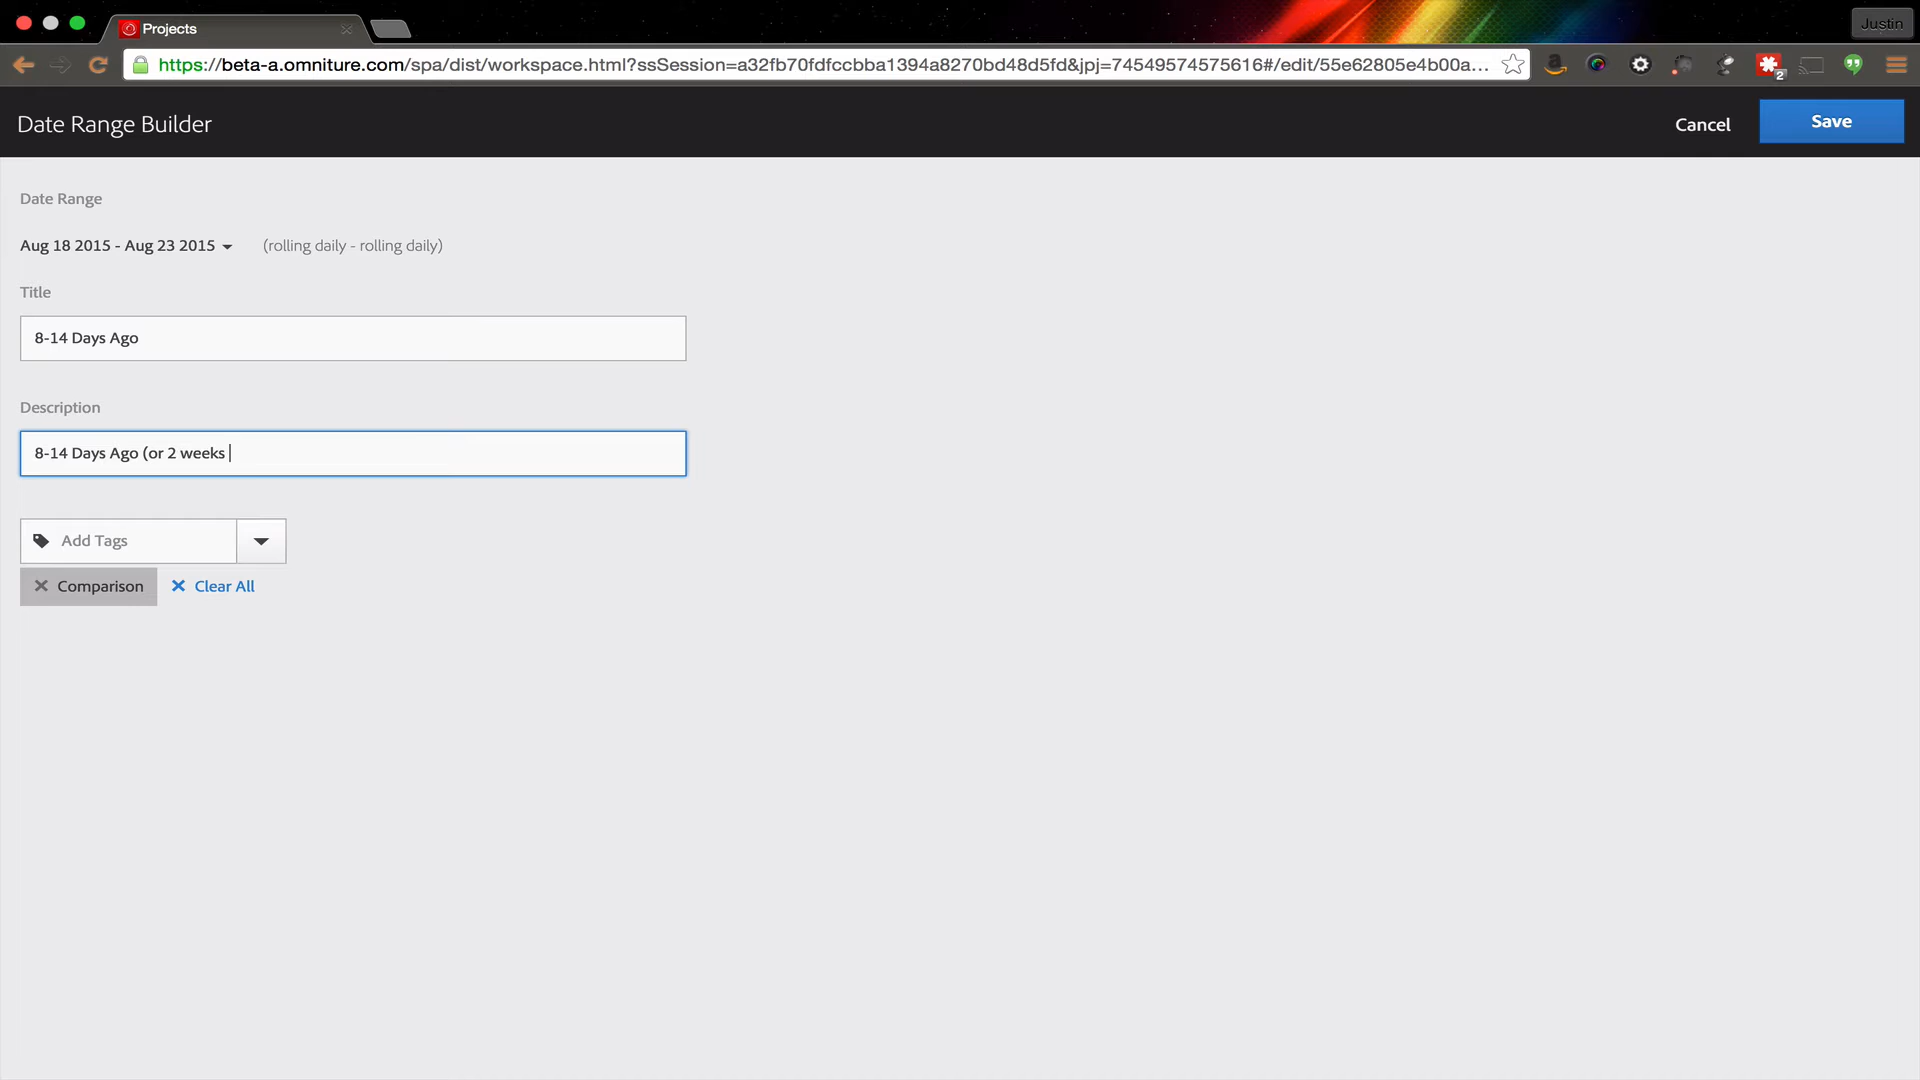 Projects
Justin
https://beta-a.omniture.com/spa/dist/workspace.html?ssSession=a32fb70fdfccbba1394a8270bd48d5fd&jpj=74549574575616#/edit/55e62805e4b00a...
2
Date Range Builder
Cancel
Save
Date Range
Aug 18 2015 - Aug 23 2015 (rolling daily - rolling daily)
Title
8-14 Days Ago
Description
8-14 Days Ago (or 2 weeks
Add Tags
Comparison
Clear All